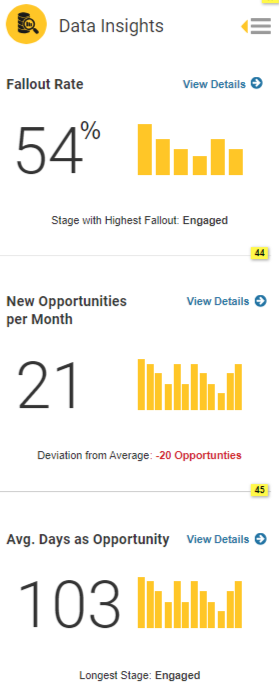 Data Insights
Fallout Rate View Details
54%
Stage with Highest Fallout: Engaged
44
New Opportunities View Details
per Month
21
Deviation from Average: -20 Opportunties
45
Avg. Days as Opportunity View Details
103
Longest Stage: Engaged